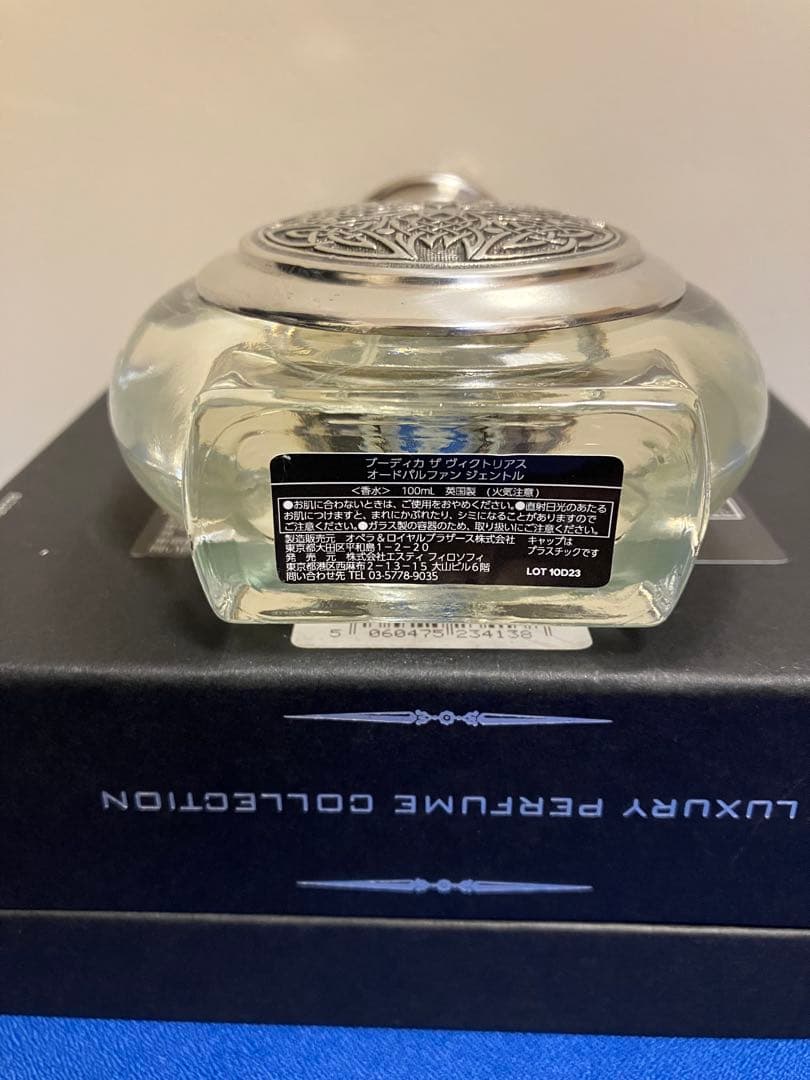 ブーディカ ザ ヴィクトリアス
オードパルファン ジェントル
＜香水＞ 100mL 英国製 （火気注意）
●お肌に合わないときは、ご使用をおやめください。●直射日光のあたる
お肌につけますと、まれにかぶれたり、シミになることがありますので
ご注意ください。●ガラス製の容器のため、取り扱いにご注意ください。
製造販売元 オペラ&ロイヤルブラザース株式会社 キャップは
東京都大田区平和島1-2-20 プラスチックです
発 売 元 株式会社エスティ フィロソフィ
東京都港区西麻布2-13-15 大山ビル6階
問い合わせ先 TEL 03-5778-9035 LOT 10D23
5 060475 234138
LUXURY PERFUME COLLECTION